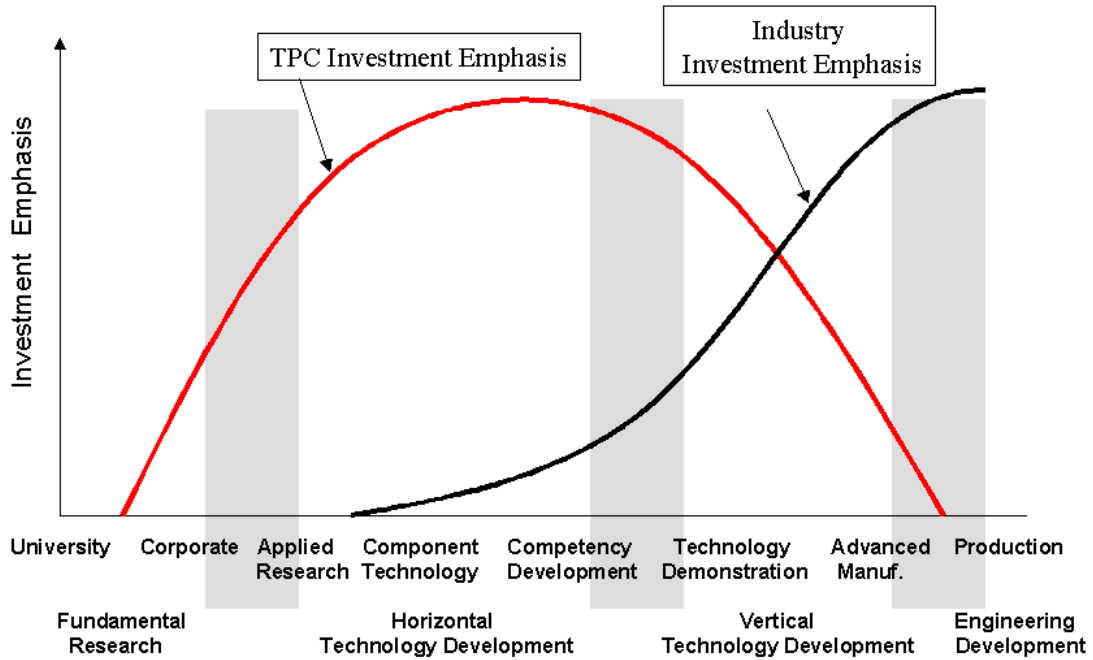 Industry
TPC Investment Emphasis
Investment Emphasis
Investment Emphasis
University
Corporate
Applied
Research
Component
Technology
Competency
Development
Technology
Demonstration
Advanced
Manuf.
Production
Fundamental
Research
Horizontal
Technology Development
Vertical
Technology Development
Engineering
Development